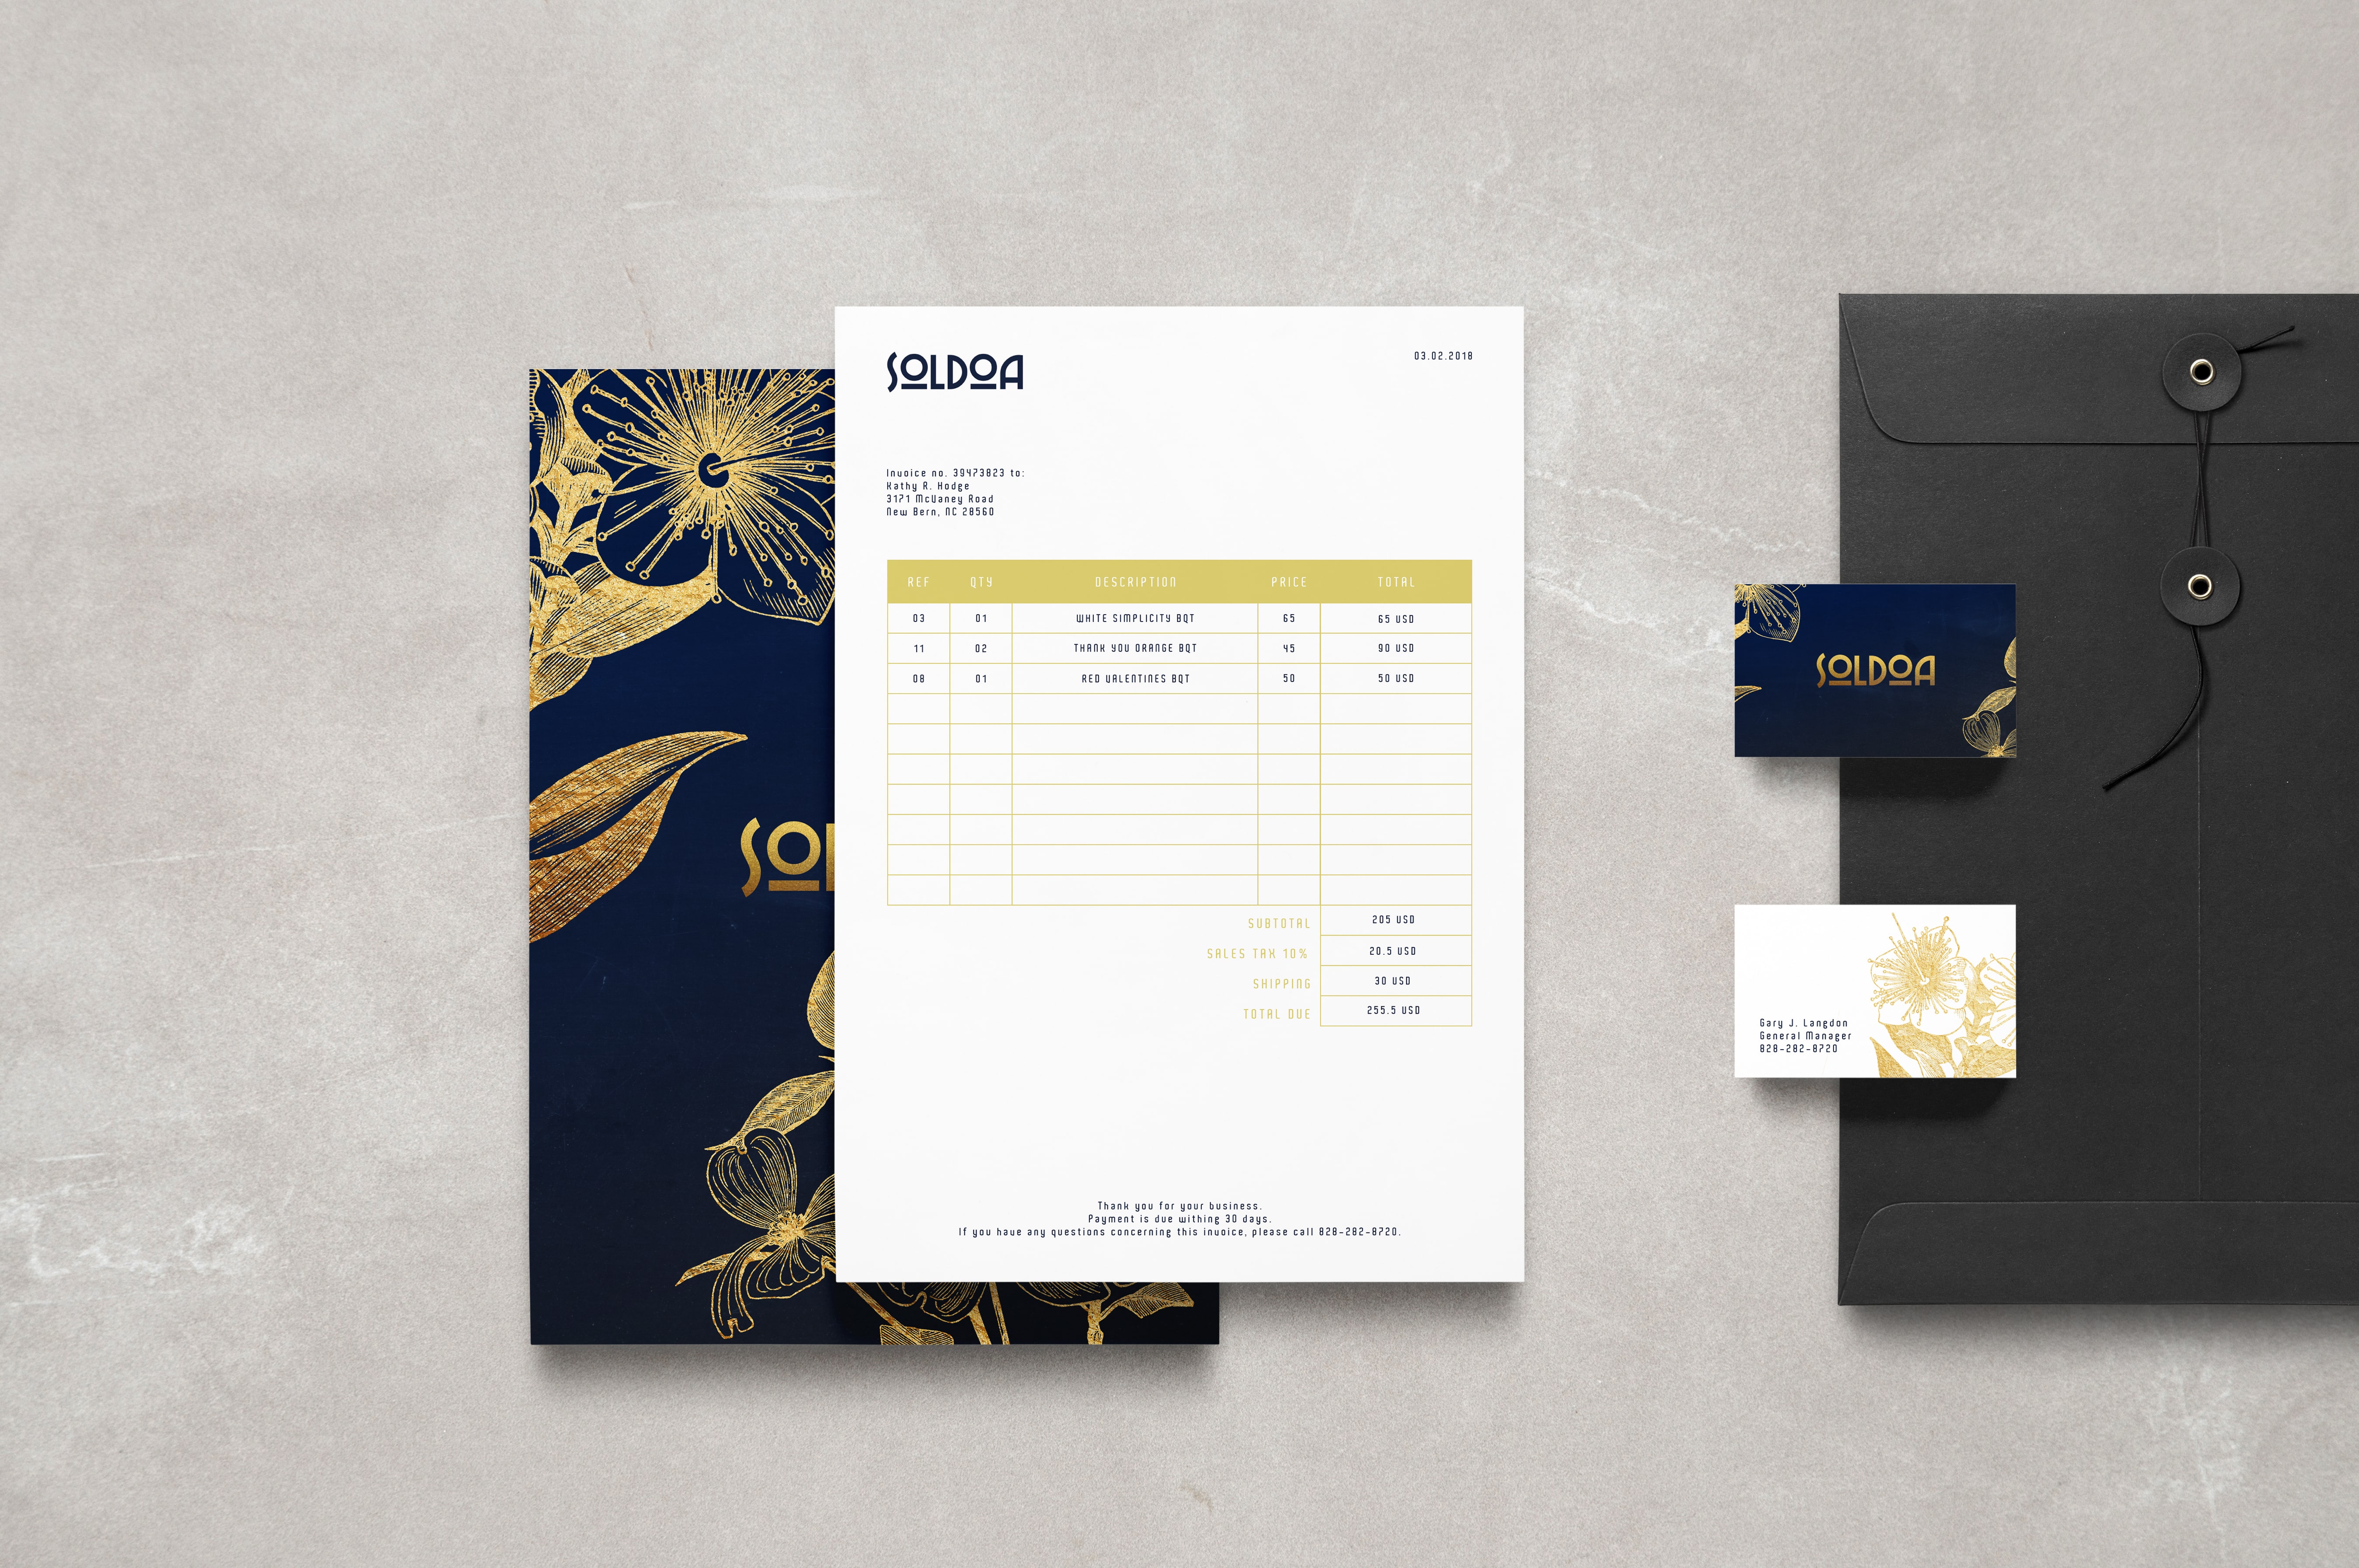 SOLDOA
03.02.2018
Invoice no. 39473823 to:
Kathy R. Hodge
3171 McVaney Road
New Bern, NC 28560
REF QTY DESCRIPTION PRICE TOTAL
03 01 WHITE SIMPLICITY BQT 65 65 USD
11 02 THANK YOU ORANGE BQT 45 90 USD
08 01 RED VALENTINES BQT 50 50 USD
SUBTOTAL 205 USD
SALES TAX 10% 20.5 USD
SHIPPING 30 USD
TOTAL DUE 255.5 USD
Thank you for your business.
Payment is due withing 30 days.
If you have any questions concerning this invoice, please call 828-282-8720.
SOL
SOLDOA
Gary J. Langdon
General Manager
828-282-8720